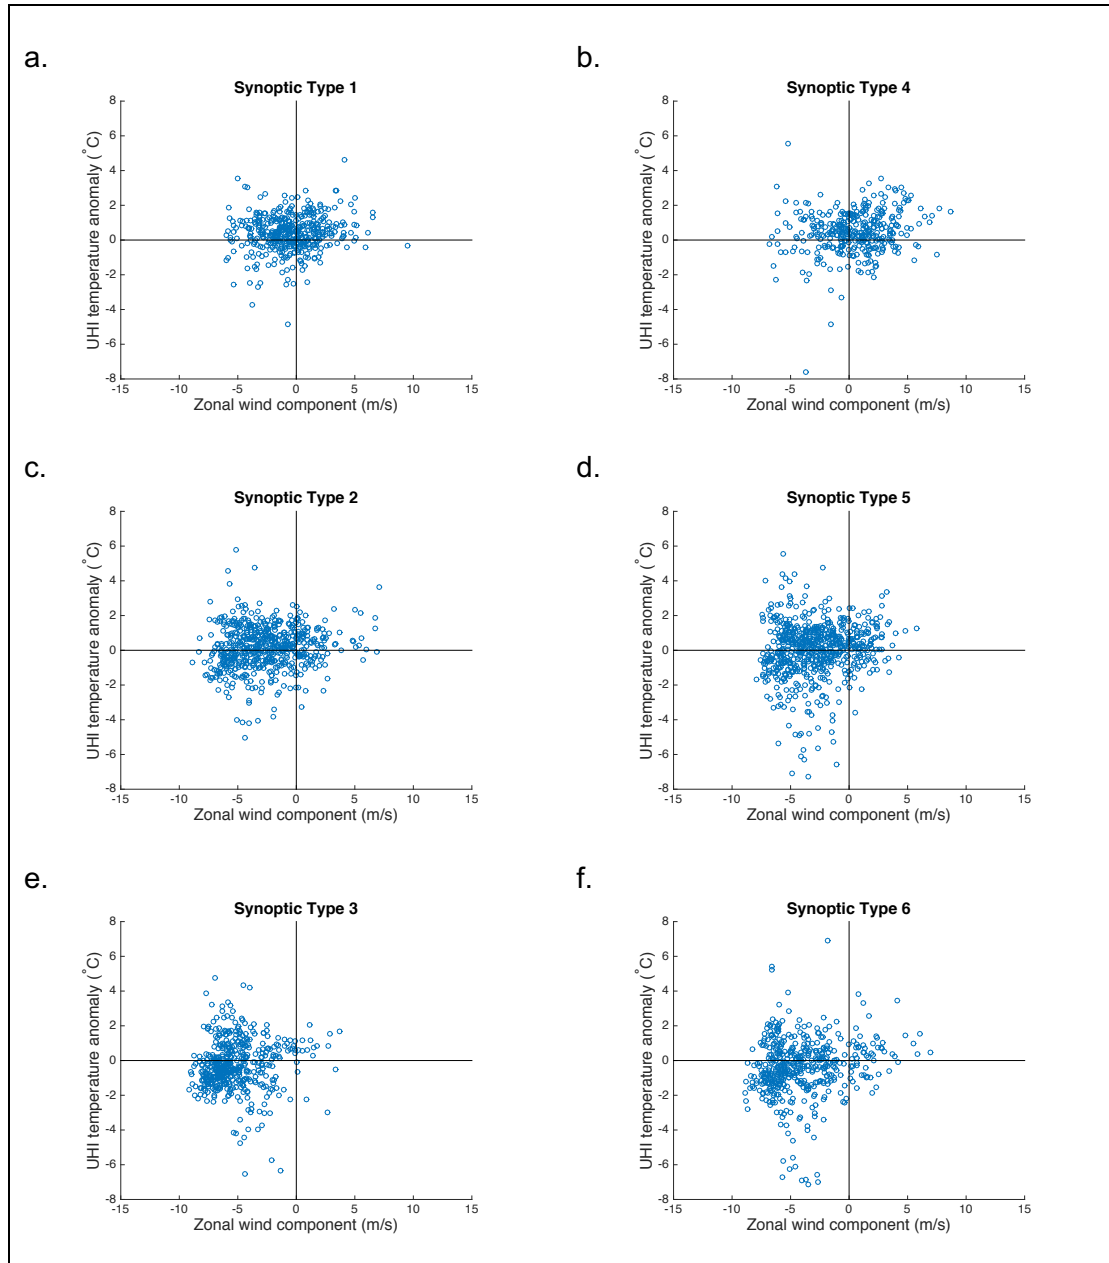 a.
Synoptic Type 1
8
6
4
2
0
-2
-4
-6
-8
UHI temperature anomaly (°C)
-15 -10 -5 0 5 10 15
Zonal wind component (m/s)
b.
Synoptic Type 4
8
6
4
2
0
-2
-4
-6
-8
UHI temperature anomaly (°C)
-15 -10 -5 0 5 10 15
Zonal wind component (m/s)
c.
Synoptic Type 2
8
6
4
2
0
-2
-4
-6
-8
UHI temperature anomaly (°C)
-15 -10 -5 0 5 10 15
Zonal wind component (m/s)
d.
Synoptic Type 5
8
6
4
2
0
-2
-4
-6
-8
UHI temperature anomaly (°C)
-15 -10 -5 0 5 10 15
Zonal wind component (m/s)
e.
Synoptic Type 3
8
6
4
2
0
-2
-4
-6
-8
UHI temperature anomaly (°C)
-15 -10 -5 0 5 10 15
Zonal wind component (m/s)
f.
Synoptic Type 6
8
6
4
2
0
-2
-4
-6
-8
UHI temperature anomaly (°C)
-15 -10 -5 0 5 10 15
Zonal wind component (m/s)